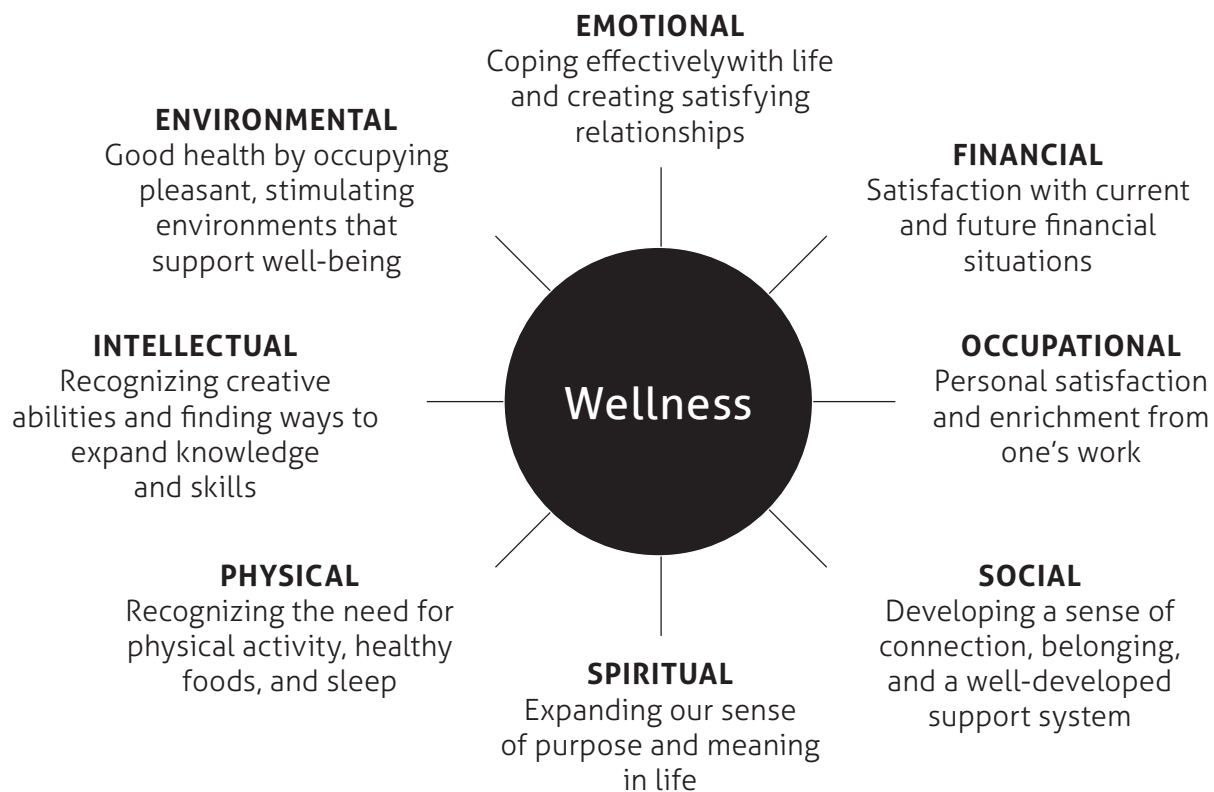 EMOTIONAL
Coping effectivelywith life
and creating satisfying
relationships
FINANCIAL
Satisfaction with current
and future financial
situations
OCCUPATIONAL
Personal satisfaction
and enrichment from
one’s work
SOCIAL
Developing a sense of
connection, belonging,
and a well-developed
support system
SPIRITUAL
Expanding our sense
of purpose and meaning
in life
PHYSICAL
Recognizing the need for
physical activity, healthy
foods, and sleep
INTELLECTUAL
Recognizing creative
abilities and finding ways to
expand knowledge
and skills
ENVIRONMENTAL
Good health by occupying
pleasant, stimulating
environments that
support well-being
Wellness